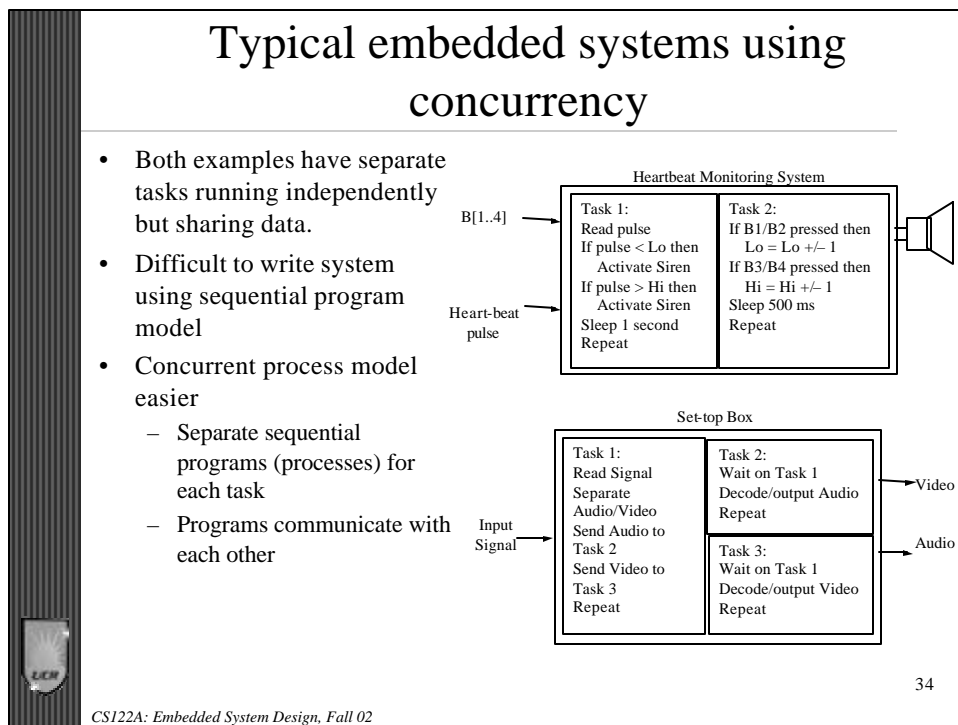 Typical embedded systems using
concurrency
• Both examples have separate
tasks running independently
but sharing data.
• Difficult to write system
using sequential program
model
• Concurrent process model
easier
– Separate sequential
programs (processes) for
each task
– Programs communicate with
each other
Heartbeat Monitoring System
B[1..4]
Heart-beat
pulse
Task 1:
Read pulse
If pulse < Lo then
Activate Siren
If pulse > Hi then
Activate Siren
Sleep 1 second
Repeat
Task 2:
If B1/B2 pressed then
Lo = Lo +/– 1
If B3/B4 pressed then
Hi = Hi +/– 1
Sleep 500 ms
Repeat
Set-top Box
Input
Signal
Task 1:
Read Signal
Separate
Audio/Video
Send Audio to
Task 2
Send Video to
Task 3
Repeat
Task 2:
Wait on Task 1
Decode/output Audio
Repeat
Task 3:
Wait on Task 1
Decode/output Video
Repeat
Video
Audio
UCR
34
CS122A: Embedded System Design, Fall 02